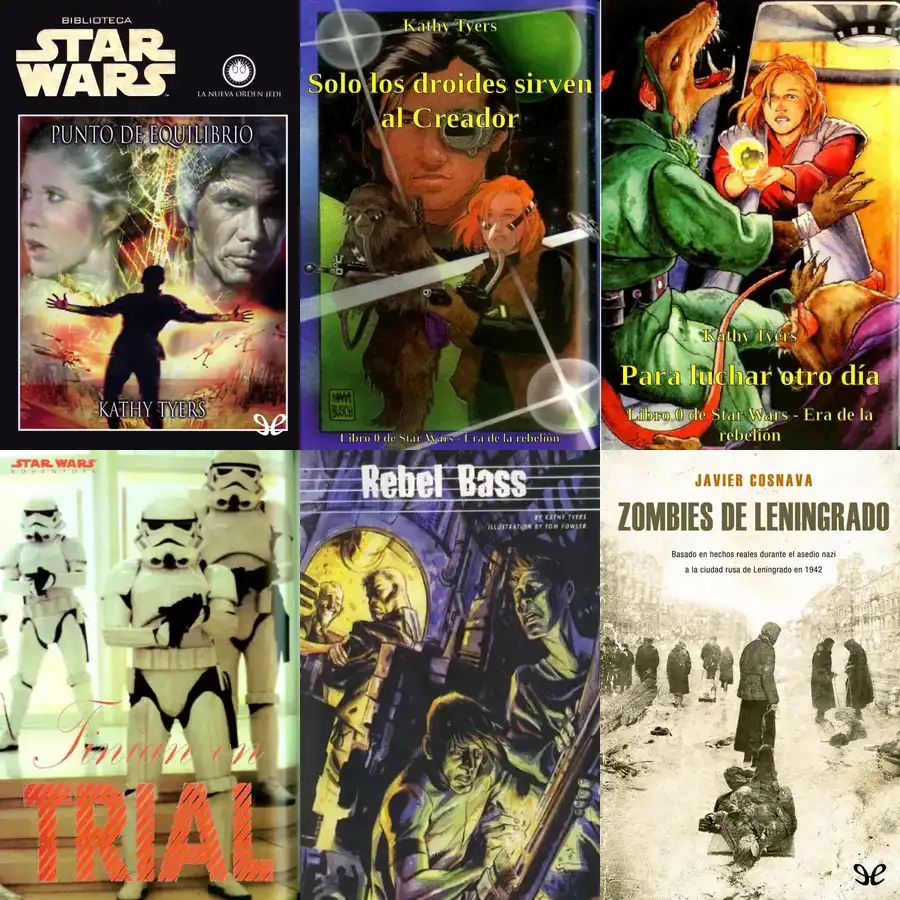 BIBLIOTECA
STAR
WARS
LA NUEVA ORDEN JEDI
PUNTO DE EQUILIBRIO
KATHY TYERS
Kathy Tyers
Solo los droides sirven
al Creador
Libro 0 de Star Wars - Era de la rebelión
Kathy Tyers
Para luchar otro día
Libro 0 de Star Wars - Era de la
rebelión
STAR WARS
ADVENTURE
Tinian on
TRIAL
Rebel Bass
BY KATHY TYERS
ILLUSTRATION BY TOM FOWLER
JAVIER COSNAVA
ZOMBIES DE LENINGRADO
Basado en hechos reales durante el asedio nazi
a la ciudad rusa de Leningrado en 1942